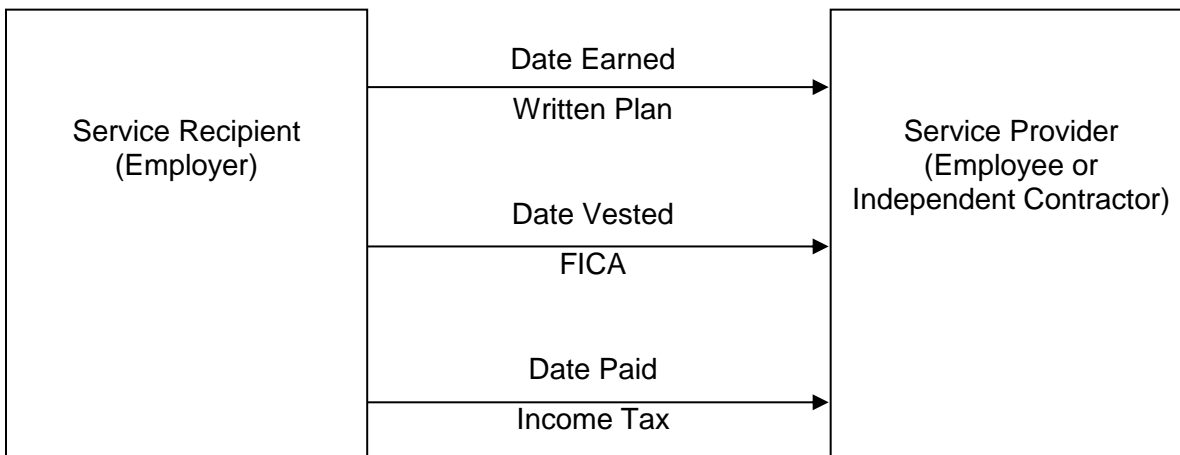 Service Recipient
(Employer)
Date Earned
Written Plan
Date Vested
FICA
Date Paid
Income Tax
Service Provider
(Employee or
Independent Contractor)